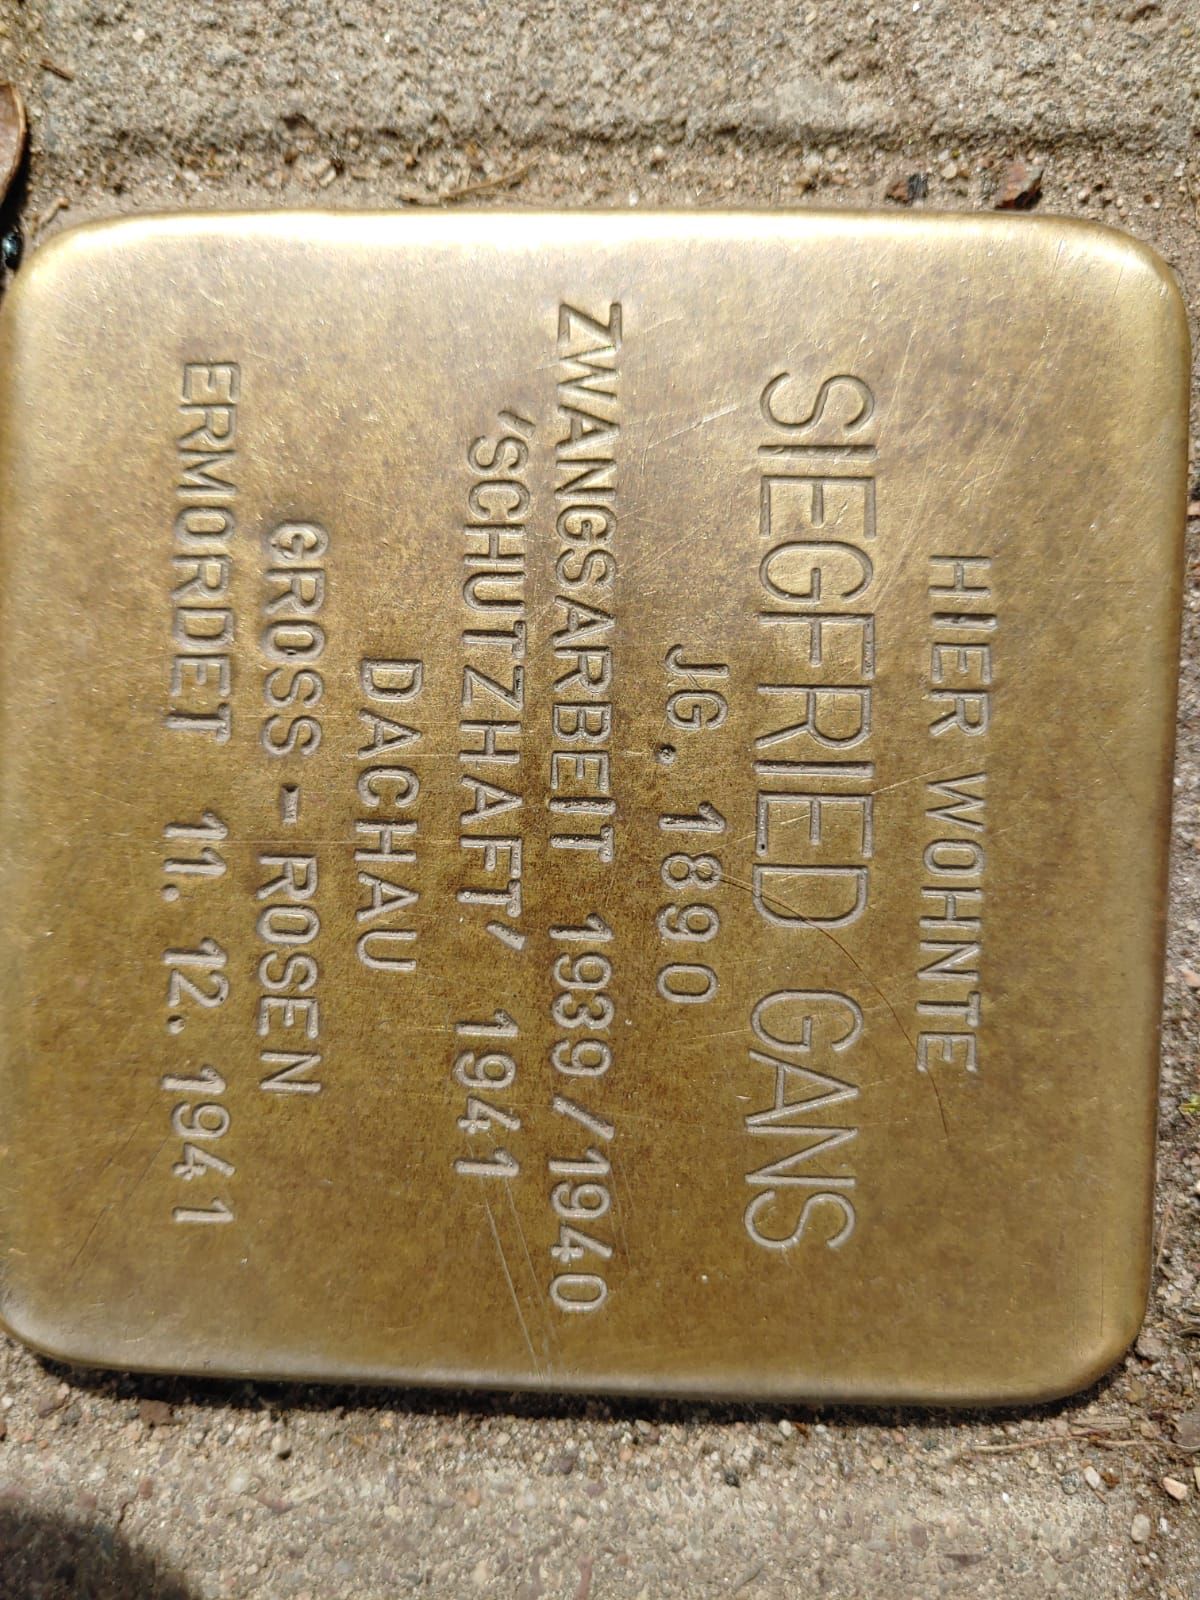 HIER WOHNTE
SIEGFRIED GANS
JG. 1890
ZWANGSARBEIT 1939/1940
'SCHUTZHAFT' 1941
DACHAU
GROSS-ROSEN
ERMORDET 11.12.1941